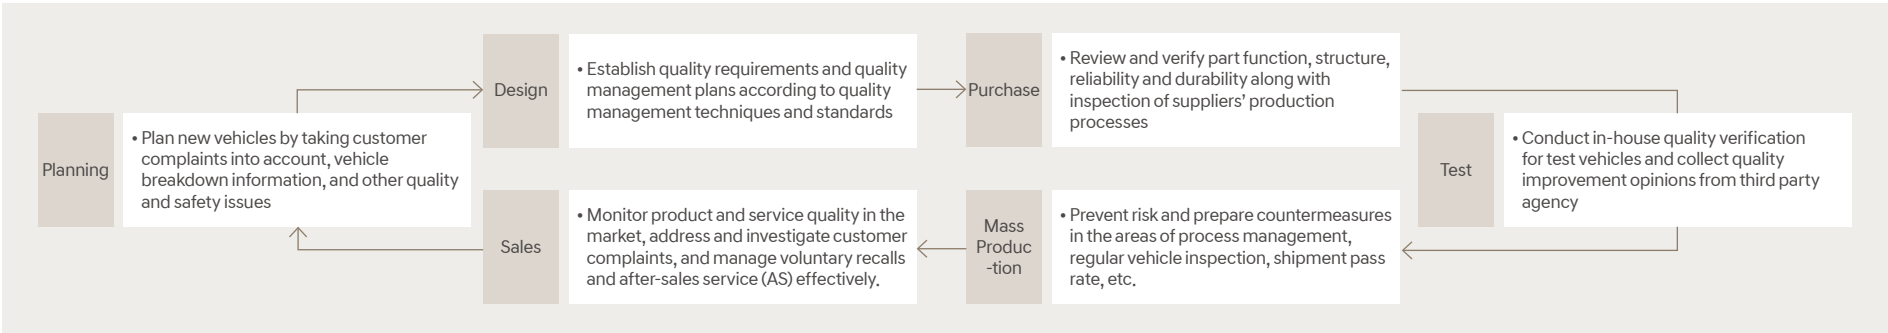 Planning
• Plan new vehicles by taking customer
complaints into account, vehicle
breakdown information, and other quality
and safety issues
Design
• Establish quality requirements and quality
management plans according to quality
management techniques and standards
Purchase
• Review and verify part function, structure,
reliability and durability along with
inspection of suppliers’ production
processes
Test
• Conduct in-house quality verification
for test vehicles and collect quality
improvement opinions from third party
agency
Mass
Produc
-tion
• Prevent risk and prepare countermeasures
in the areas of process management,
regular vehicle inspection, shipment pass
rate, etc.
Sales
• Monitor product and service quality in the
market, address and investigate customer
complaints, and manage voluntary recalls
and after-sales service (AS) effectively.